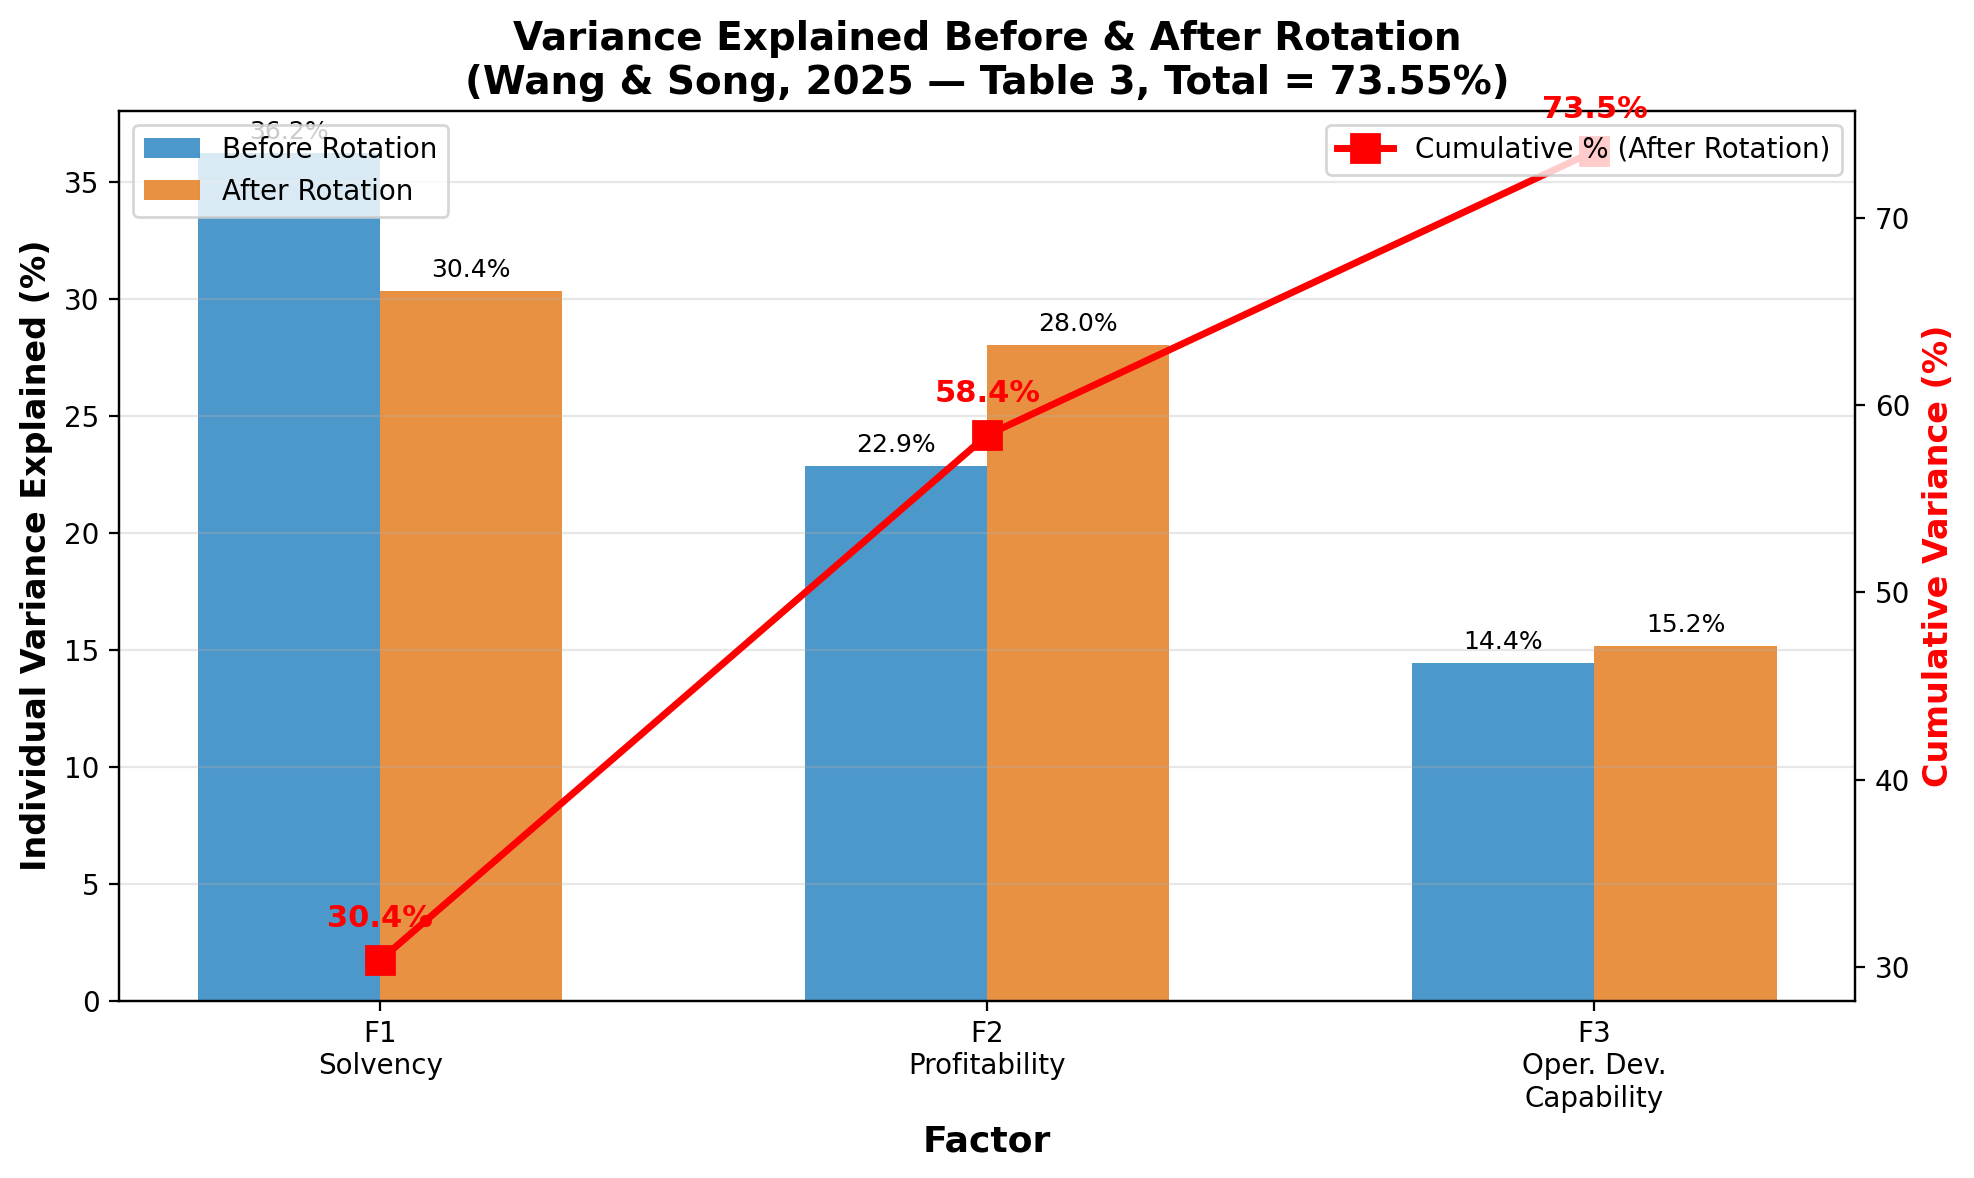 Variance Explained Before & After Rotation
(Wang & Song, 2025 — Table 3, Total = 73.55%)
73.5%
36.2%
Before Rotation
After Rotation
Cumulative % (After Rotation)
35
30
25
20
15
10
5
0
Individual Variance Explained (%)
30.4%
28.0%
58.4%
22.9%
14.4%
15.2%
30.4%
70
60
50
40
30
Cumulative Variance (%)
F1
Solvency
F2
Profitability
F3
Oper. Dev.
Capability
Factor